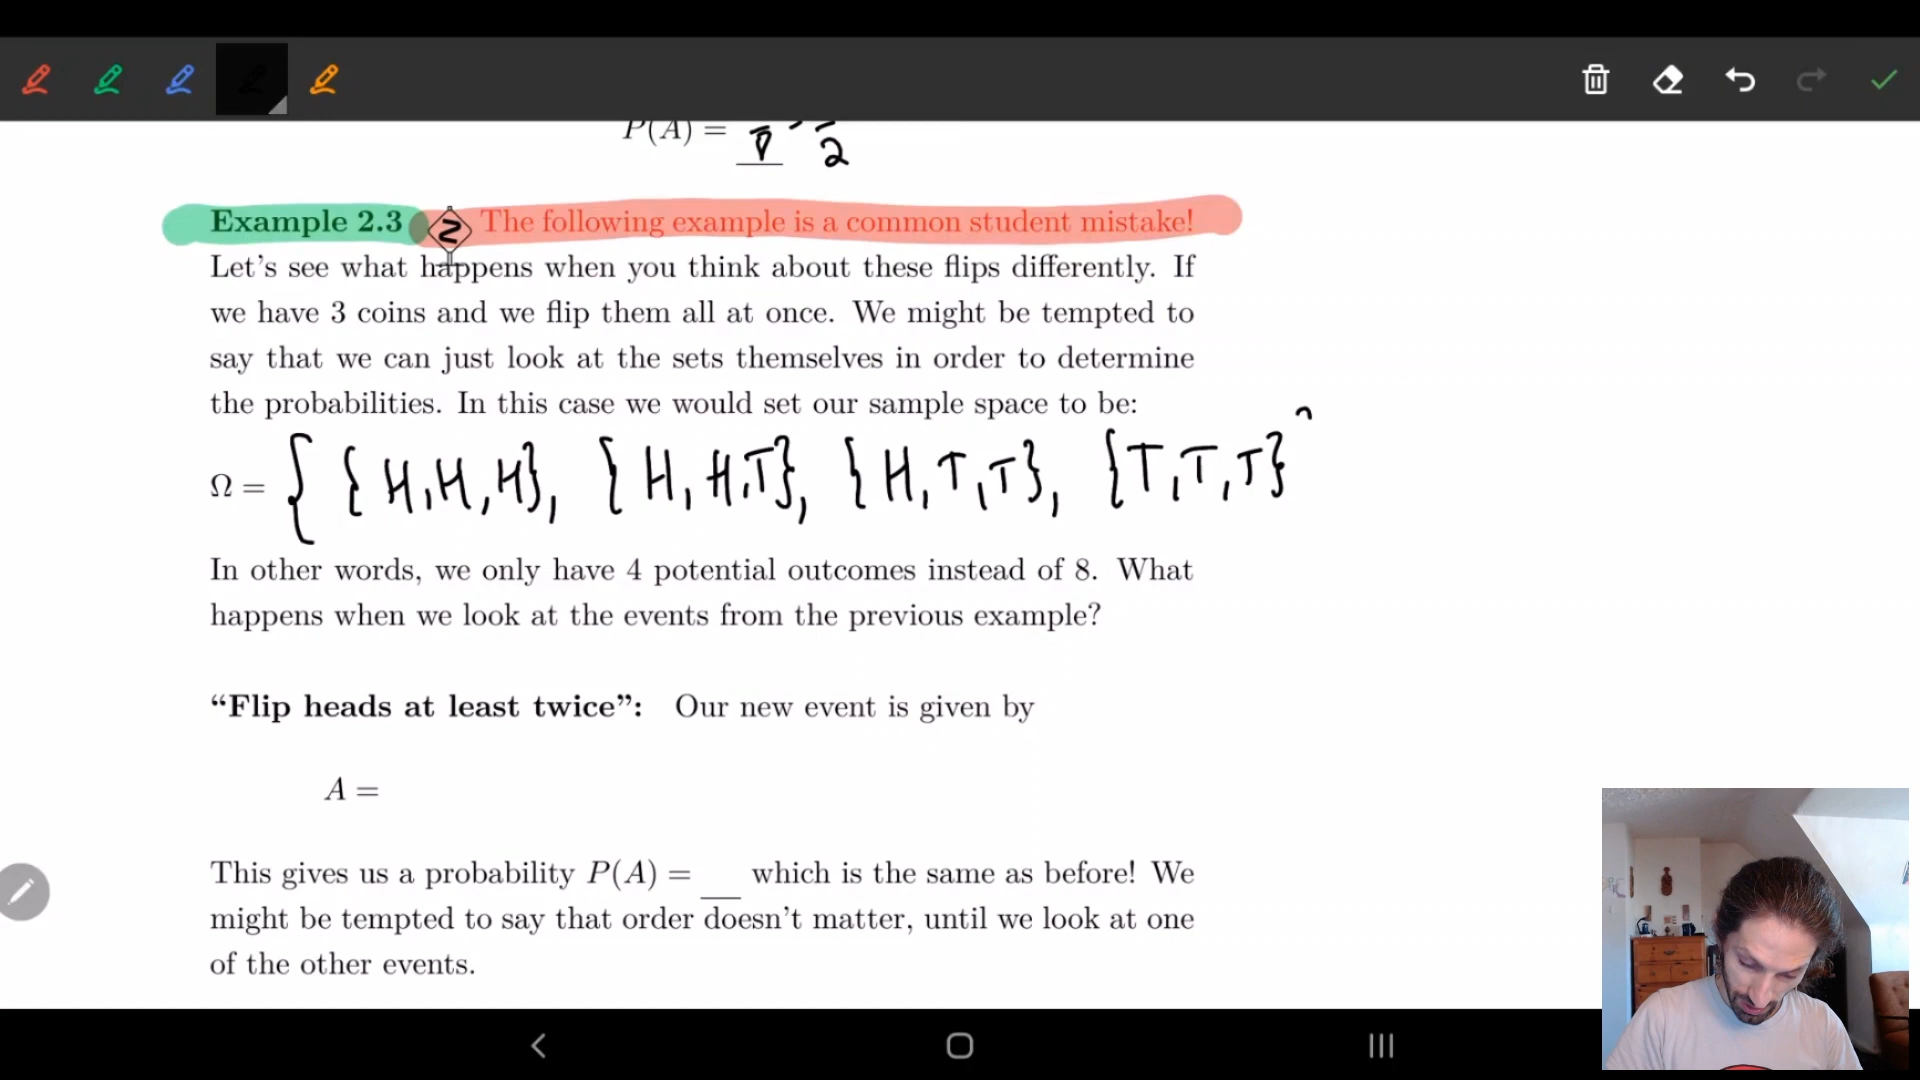 P(A) = 2
Example 2.3 The following example is a common student mistake!
Let's see what happens when you think about these flips differently. If
we have 3 coins and we flip them all at once. We might be tempted to
say that we can just look at the sets themselves in order to determine
the probabilities. In this case we would set our sample space to be:
Ω = { {H,H,H}, {H,H,T}, {H,T,T}, {T,T,T}
In other words, we only have 4 potential outcomes instead of 8. What
happens when we look at the events from the previous example?
“Flip heads at least twice”: Our new event is given by
A =
This gives us a probability P(A) = __ which is the same as before! We
might be tempted to say that order doesn't matter, until we look at one
of the other events.